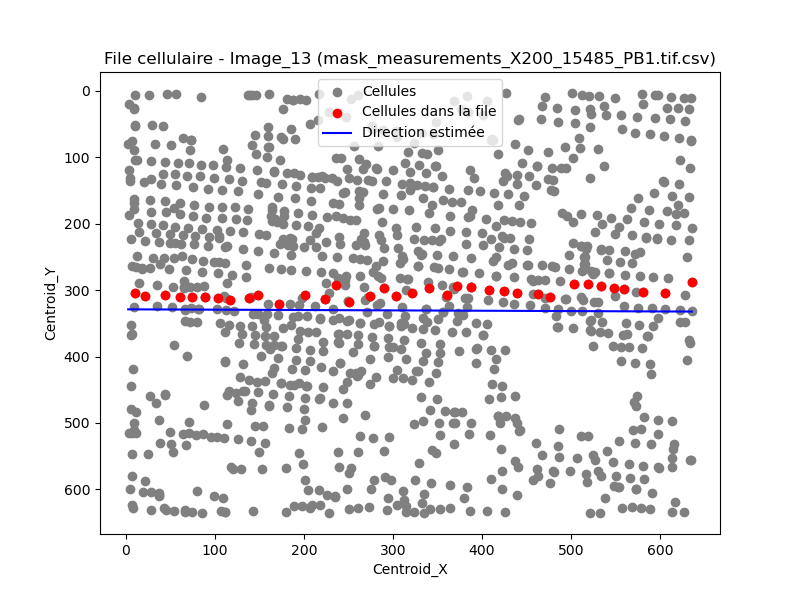 File cellulaire - Image_13 (mask_measurements_X200_15485_PB1.tif.csv)
Cellules
Cellules dans la file
Direction estimée
0
100
200
300
400
500
600
Centroid_Y
0
100
200
300
400
500
600
Centroid_X